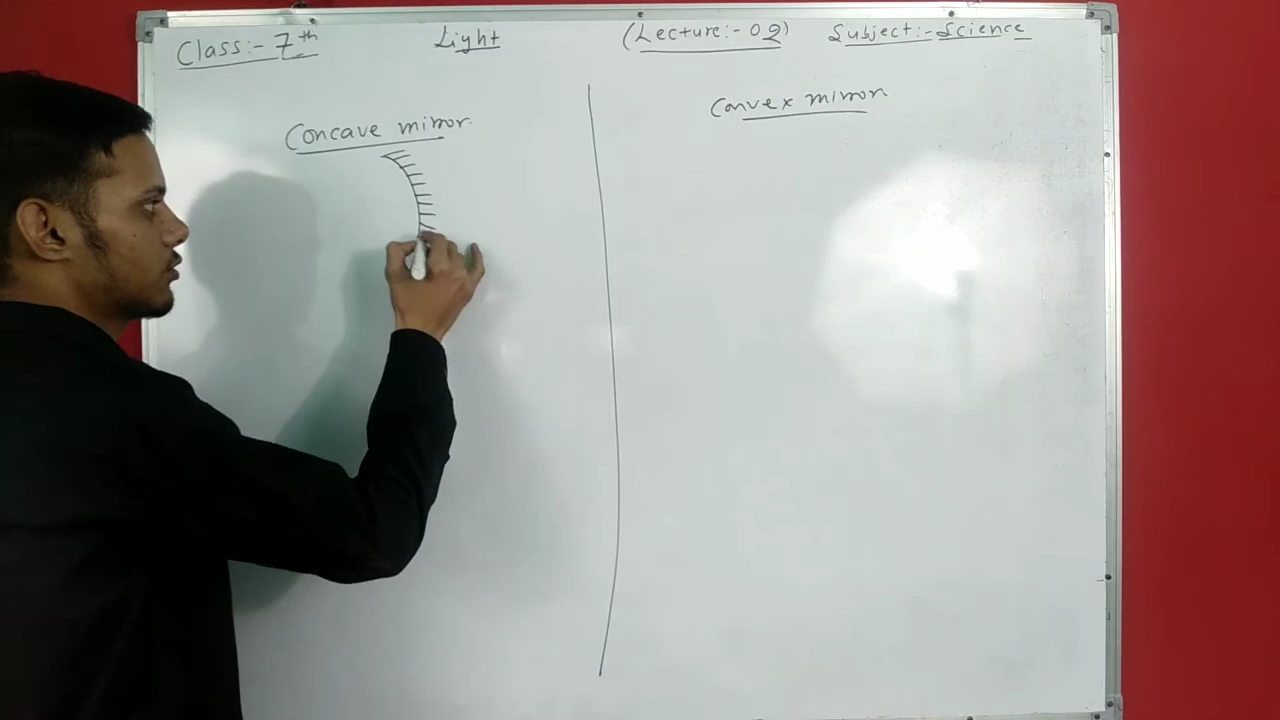 Class:- 7th Light (Lecture:- 02) Subject:- Science
Concave mirror.
Convex mirror